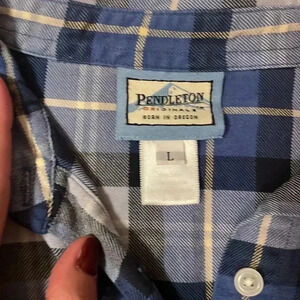 PENDLETON
ORIGINALS
BORN IN OREGON
L